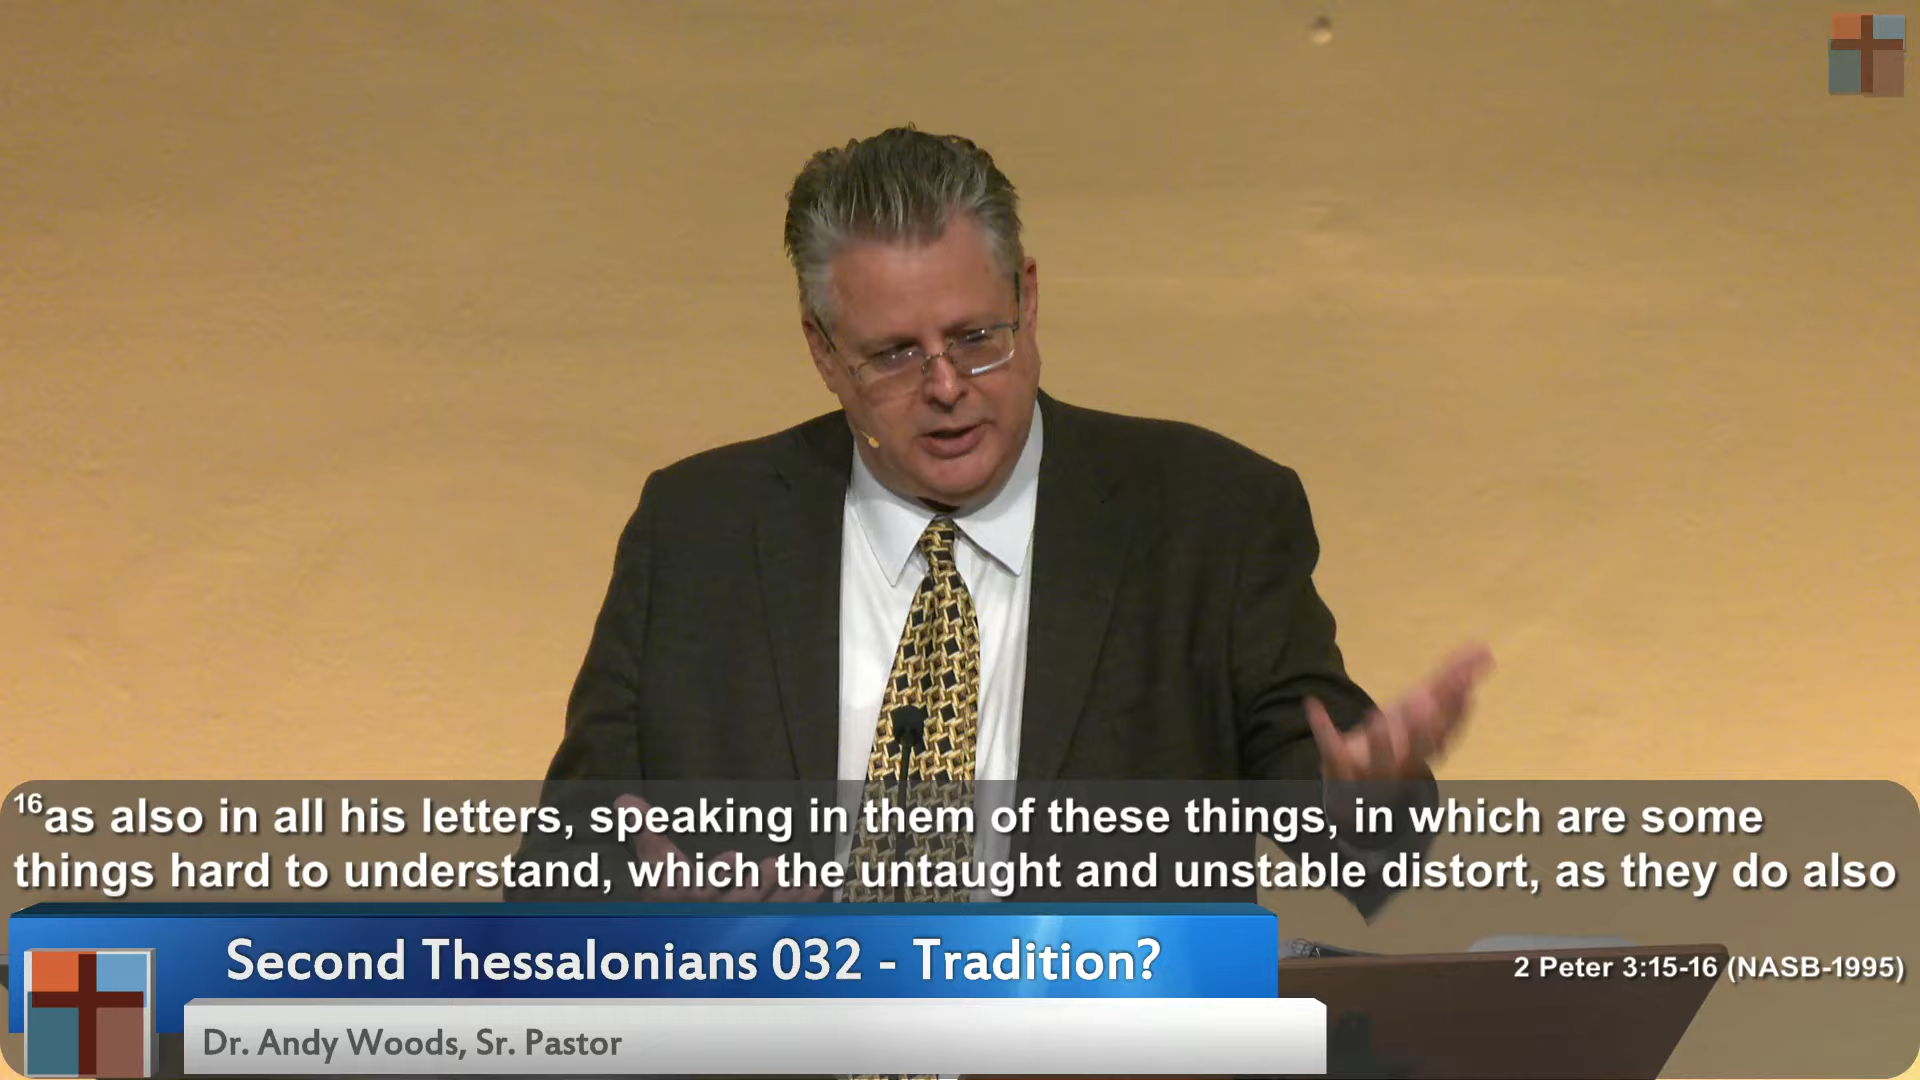 16as also in all his letters, speaking in them of these things, in which are some
things hard to understand, which the untaught and unstable distort, as they do also
Second Thessalonians 032 - Tradition?
2 Peter 3:15-16 (NASB-1995)
Dr. Andy Woods, Sr. Pastor